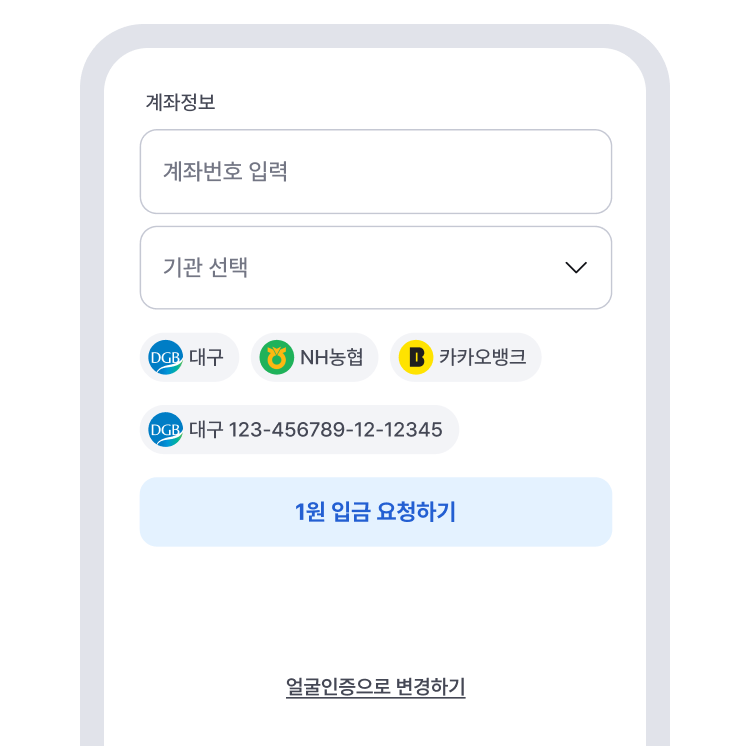 계좌정보
계좌번호 입력
기관 선택
DGB 대구 NH농협 B 카카오뱅크
DGB 대구 123-456789-12-12345
1원 입금 요청하기
얼굴인증으로 변경하기